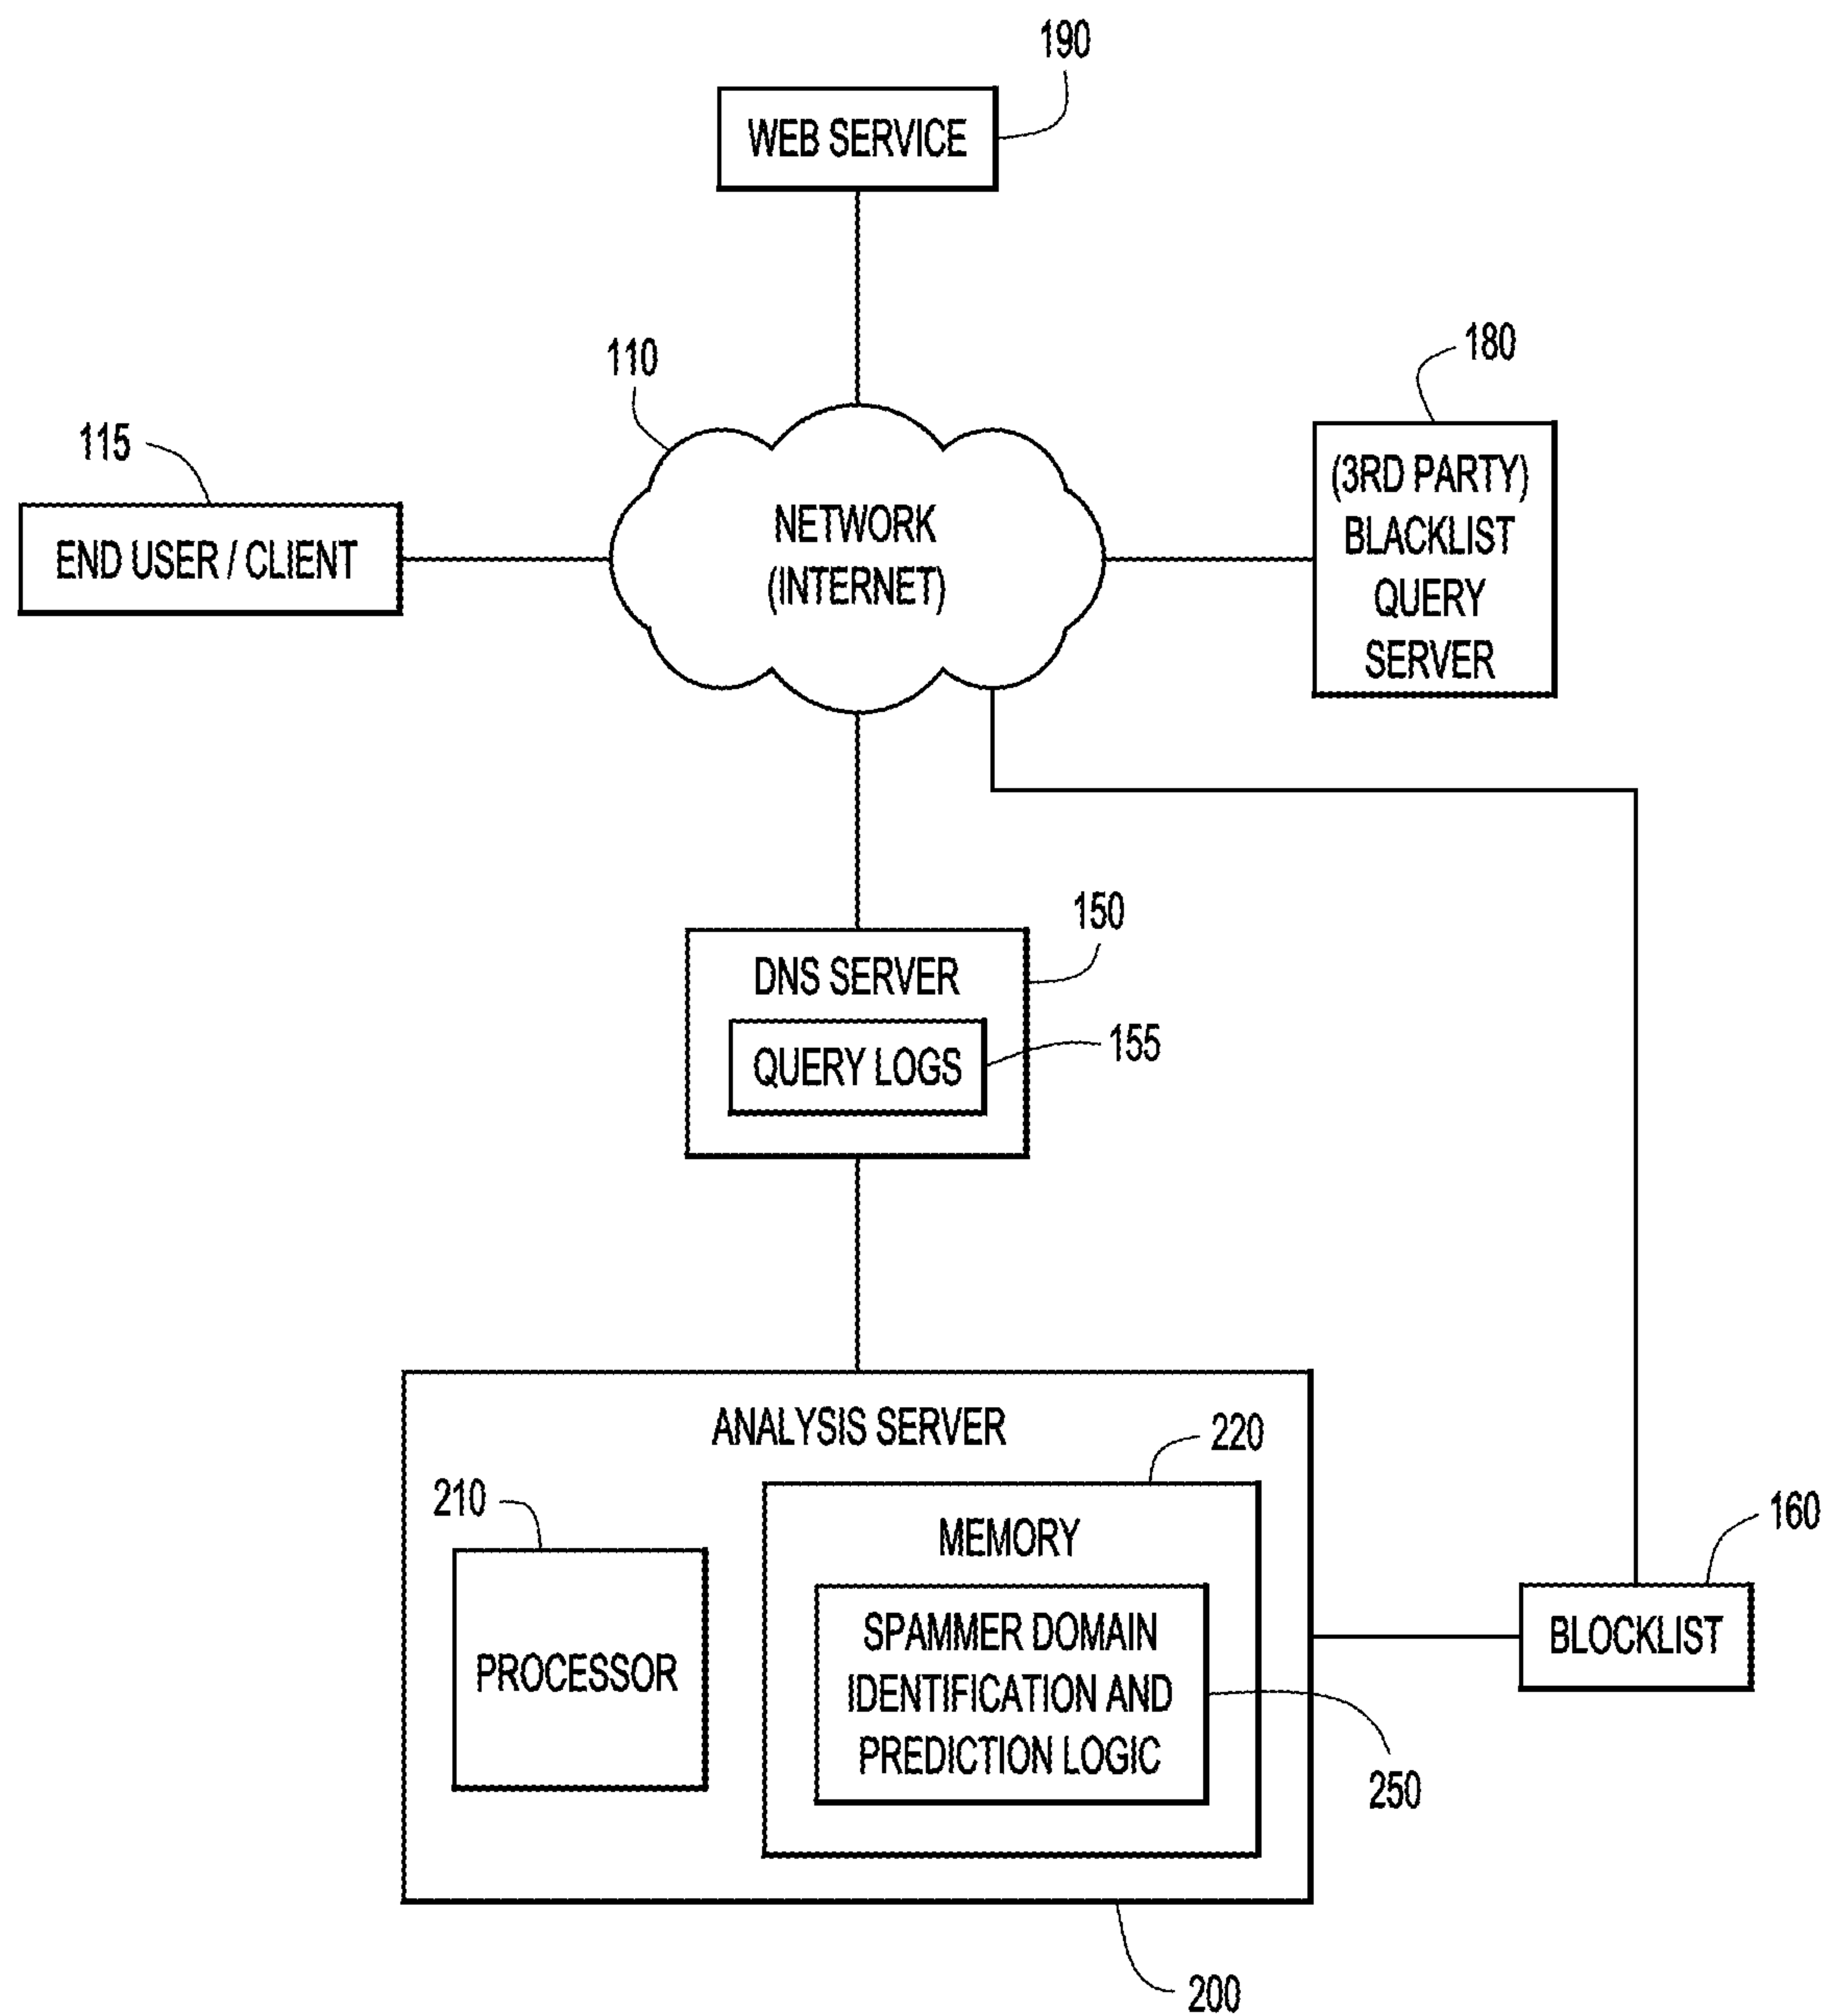 190
WEB SERVICE
110
180
115
(3RD PARTY)
BLACKLIST
QUERY
SERVER
NETWORK
(INTERNET)
END USER / CLIENT
150
DNS SERVER
155
QUERY LOGS
ANALYSIS SERVER
220
210
MEMORY
160
PROCESSOR
SPAMMER DOMAIN
IDENTIFICATION AND
PREDICTION LOGIC
BLOCKLIST
250
200